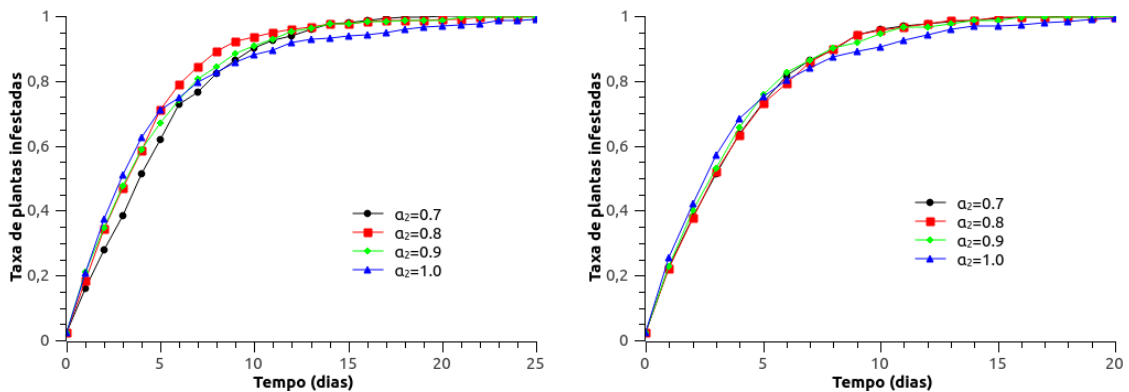 1
0,8
0,6
0,4
0,2
0
Taxa de plantas infestadas
α₂=0.7
α₂=0.8
α₂=0.9
α₂=1.0
0 5 10 15 20 25
Tempo (dias)
1
0,8
0,6
0,4
0,2
0
Taxa de plantas infestadas
α₂=0.7
α₂=0.8
α₂=0.9
α₂=1.0
0 5 10 15 20
Tempo (dias)